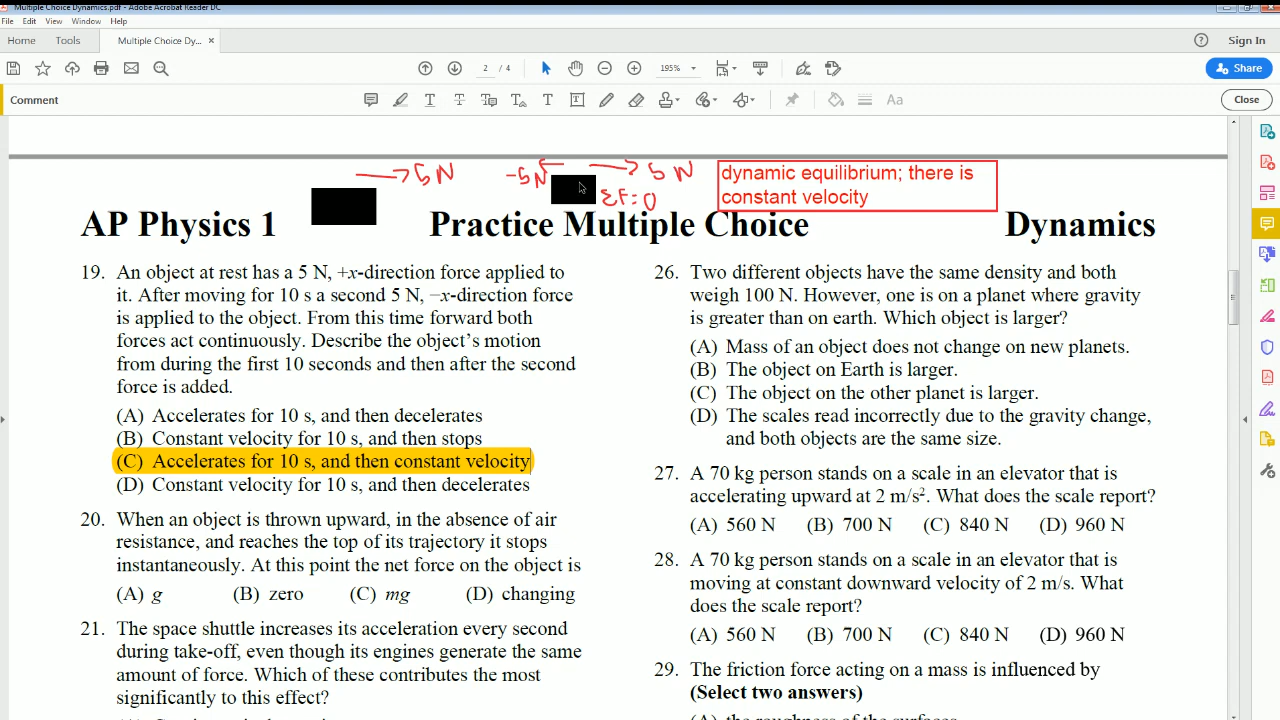 Multiple Choice Dynamics.pdf - Adobe Acrobat Reader DC
File Edit View Window Help
Home Tools Multiple Choice Dy... × Sign In
2 / 4 195% Share
Comment Close
→ 5 N -5N ← → 5 N
ΣF=0
dynamic equilibrium; there is
constant velocity
AP Physics 1 Practice Multiple Choice Dynamics
19. An object at rest has a 5 N, +x-direction force applied to
it. After moving for 10 s a second 5 N, −x-direction force
is applied to the object. From this time forward both
forces act continuously. Describe the object’s motion
from during the first 10 seconds and then after the second
force is added.
(A) Accelerates for 10 s, and then decelerates
(B) Constant velocity for 10 s, and then stops
(C) Accelerates for 10 s, and then constant velocity
(D) Constant velocity for 10 s, and then decelerates
20. When an object is thrown upward, in the absence of air
resistance, and reaches the top of its trajectory it stops
instantaneously. At this point the net force on the object is
(A) g (B) zero (C) mg (D) changing
21. The space shuttle increases its acceleration every second
during take-off, even though its engines generate the same
amount of force. Which of these contributes the most
significantly to this effect?
26. Two different objects have the same density and both
weigh 100 N. However, one is on a planet where gravity
is greater than on earth. Which object is larger?
(A) Mass of an object does not change on new planets.
(B) The object on Earth is larger.
(C) The object on the other planet is larger.
(D) The scales read incorrectly due to the gravity change,
and both objects are the same size.
27. A 70 kg person stands on a scale in an elevator that is
accelerating upward at 2 m/s². What does the scale report?
(A) 560 N (B) 700 N (C) 840 N (D) 960 N
28. A 70 kg person stands on a scale in an elevator that is
moving at constant downward velocity of 2 m/s. What
does the scale report?
(A) 560 N (B) 700 N (C) 840 N (D) 960 N
29. The friction force acting on a mass is influenced by
(Select two answers)
(A) the roughness of the surfaces